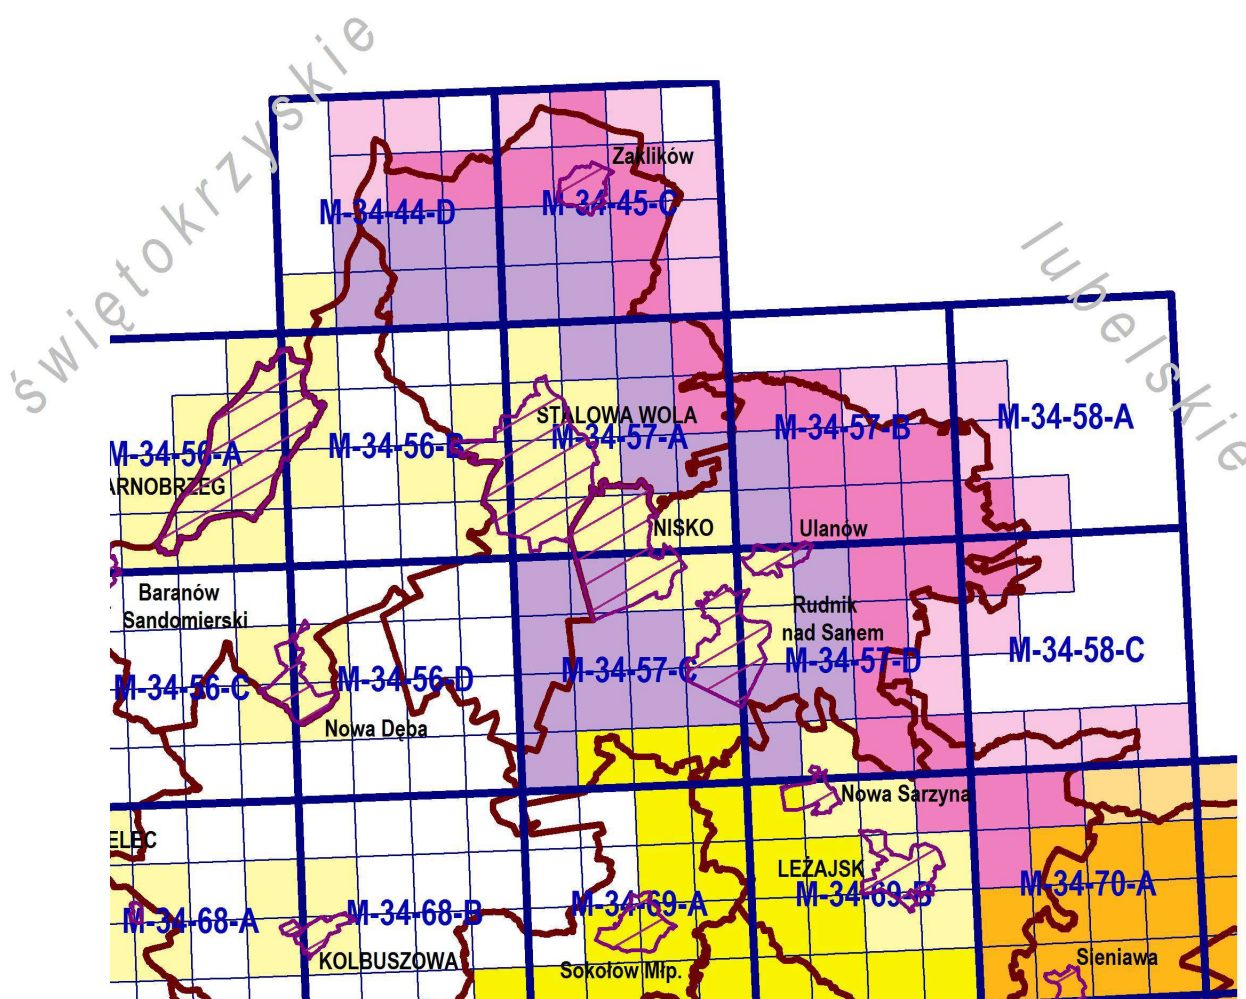 świętokrzyskie
lubelskie
Zaklików
M-34-44-D
M-34-45-C
STALOWA WOLA
M-34-56-A
M-34-56-B
M-34-57-A
M-34-57-B
M-34-58-A
ARNOBRZEG
NISKO
Ulanów
Baranów
Sandomierski
Rudnik
nad Sanem
M-34-56-C
M-34-56-D
M-34-57-C
M-34-57-D
M-34-58-C
Nowa Dęba
Nowa Sarzyna
ELEC
LEŻAJSK
M-34-68-A
M-34-68-B
M-34-69-A
M-34-69-B
M-34-70-A
KOLBUSZOWA
Sokołów Młp.
Sieniawa